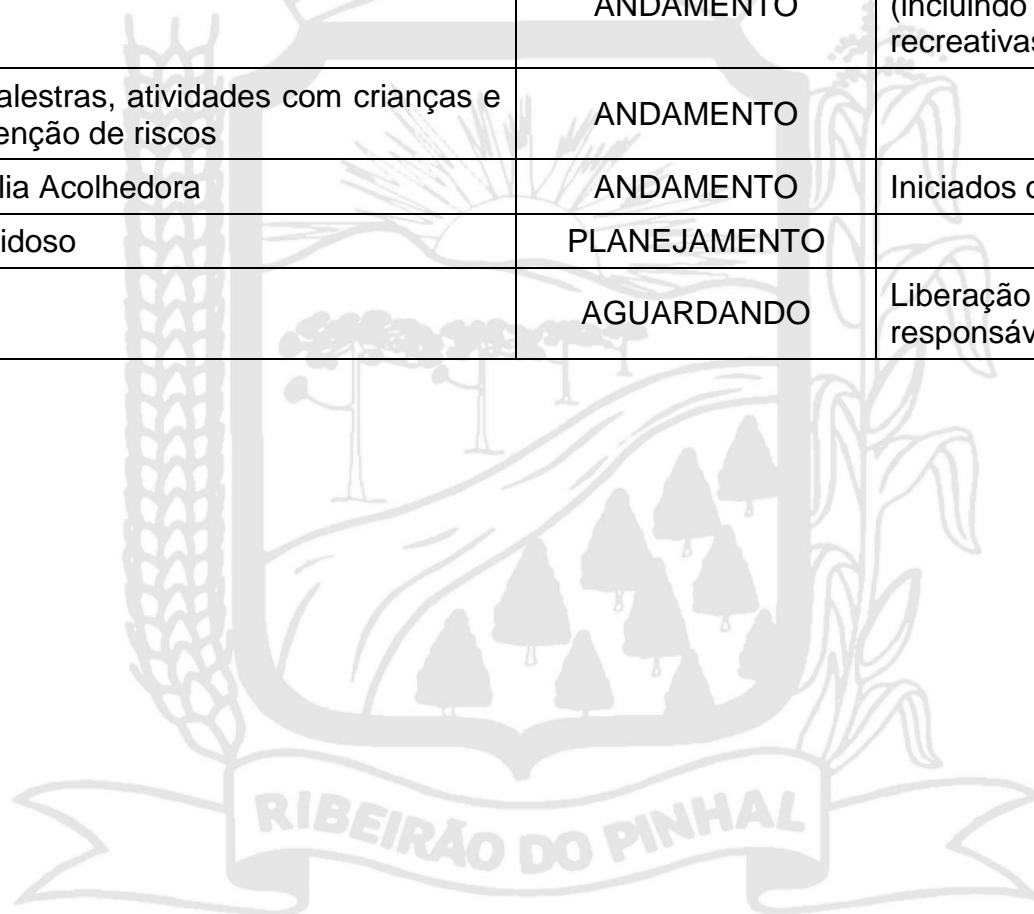 ANDAMENTO
(incluindo
recreativas
alestras, atividades com crianças e
enção de riscos
ANDAMENTO
lia Acolhedora
ANDAMENTO
Iniciados
idoso
PLANEJAMENTO
AGUARDANDO
Liberação
responsáv
RIBEIRÃO DO PINHAL